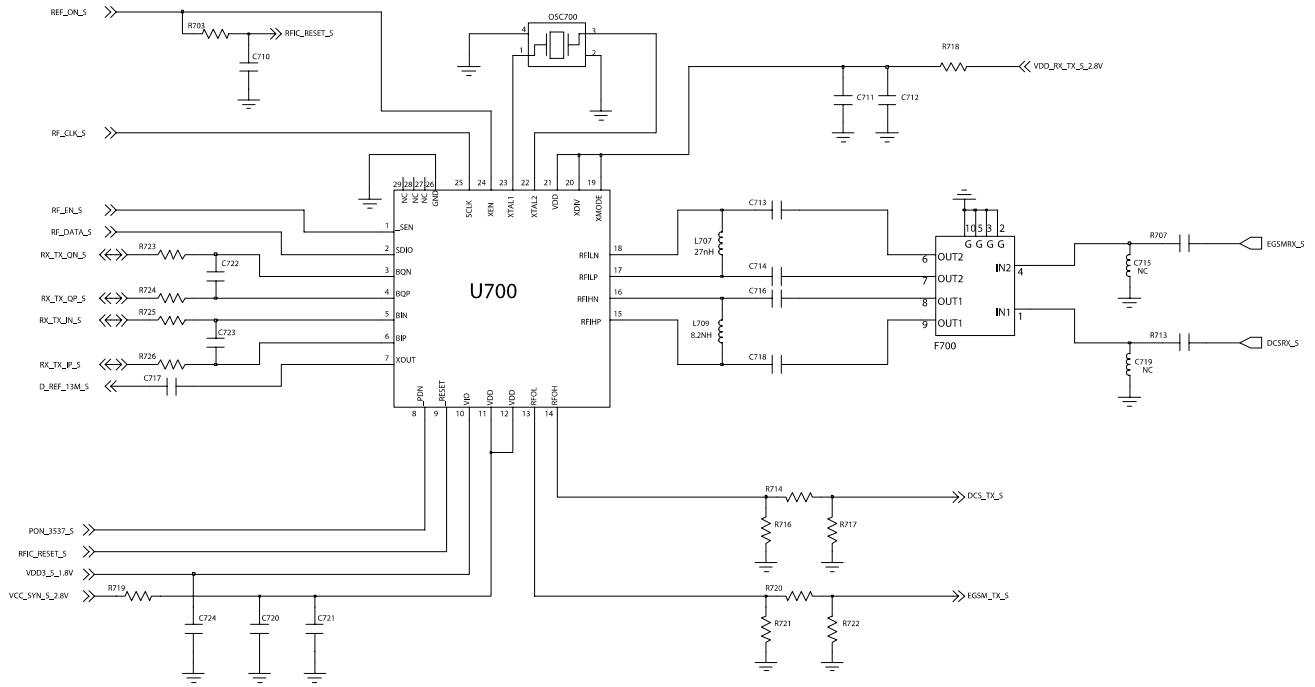 REF_ON_S
R703
RFIC_RESET_S
C710
OSC700
4
3
1
2
R718
VDD_RX_TX_S_2.8V
C711
C712
RF_CLK_S
29 28 27 26 25 24 23 22 21 20 19
NC NC NC GND SCLK XEN XTAL1 XTAL2 VDD XDIV XMODE
RF_EN_S
1 _SEN
RF_DATA_S
2 SDIO
RX_TX_QN_S
R723
3 BQN
C722
RX_TX_QP_S
R724
4 BQP
RX_TX_IN_S
R725
5 BIN
C723
RX_TX_IP_S
R726
6 BIP
D_REF_13M_S
C717
7 XOUT
U700
RFILN 18
RFILP 17
RFIHN 16
RFIHP 15
C713
L707
27nH
C714
C716
L709
8.2NH
C718
10 5 3 2
G G G G
6 OUT2
7 OUT2
8 OUT1
9 OUT1
IN2 4
IN1 1
F700
R707
EGSMRX_S
C715
NC
R713
DCSRX_S
C719
NC
_PDN _RESET VIO VDD VDD RFOL RFOH
8 9 10 11 12 13 14
R714
DCS_TX_S
R716
R717
PON_3537_S
RFIC_RESET_S
VDD3_S_1.8V
VCC_SYN_S_2.8V
R719
C724
C720
C721
R720
EGSM_TX_S
R721
R722